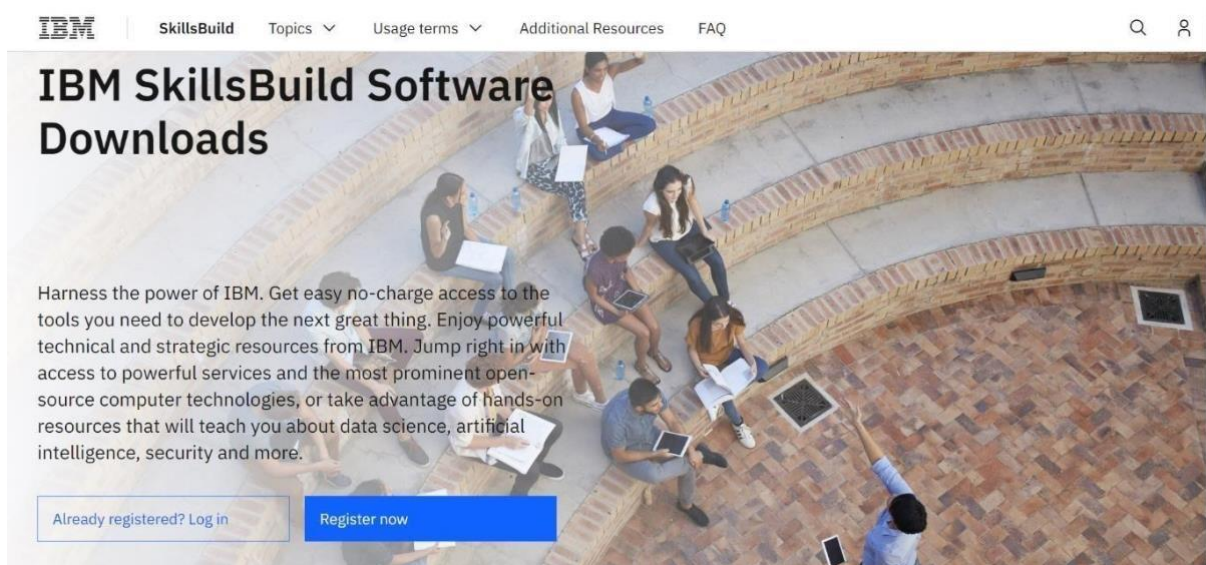 IBM
SkillsBuild
Topics
Usage terms
Additional Resources
FAQ
IBM SkillsBuild Software
Downloads
Harness the power of IBM. Get easy no-charge access to the
tools you need to develop the next great thing. Enjoy powerful
technical and strategic resources from IBM. Jump right in with
access to powerful services and the most prominent open-
source computer technologies, or take advantage of hands-on
resources that will teach you about data science, artificial
intelligence, security and more.
Already registered? Log in
Register now